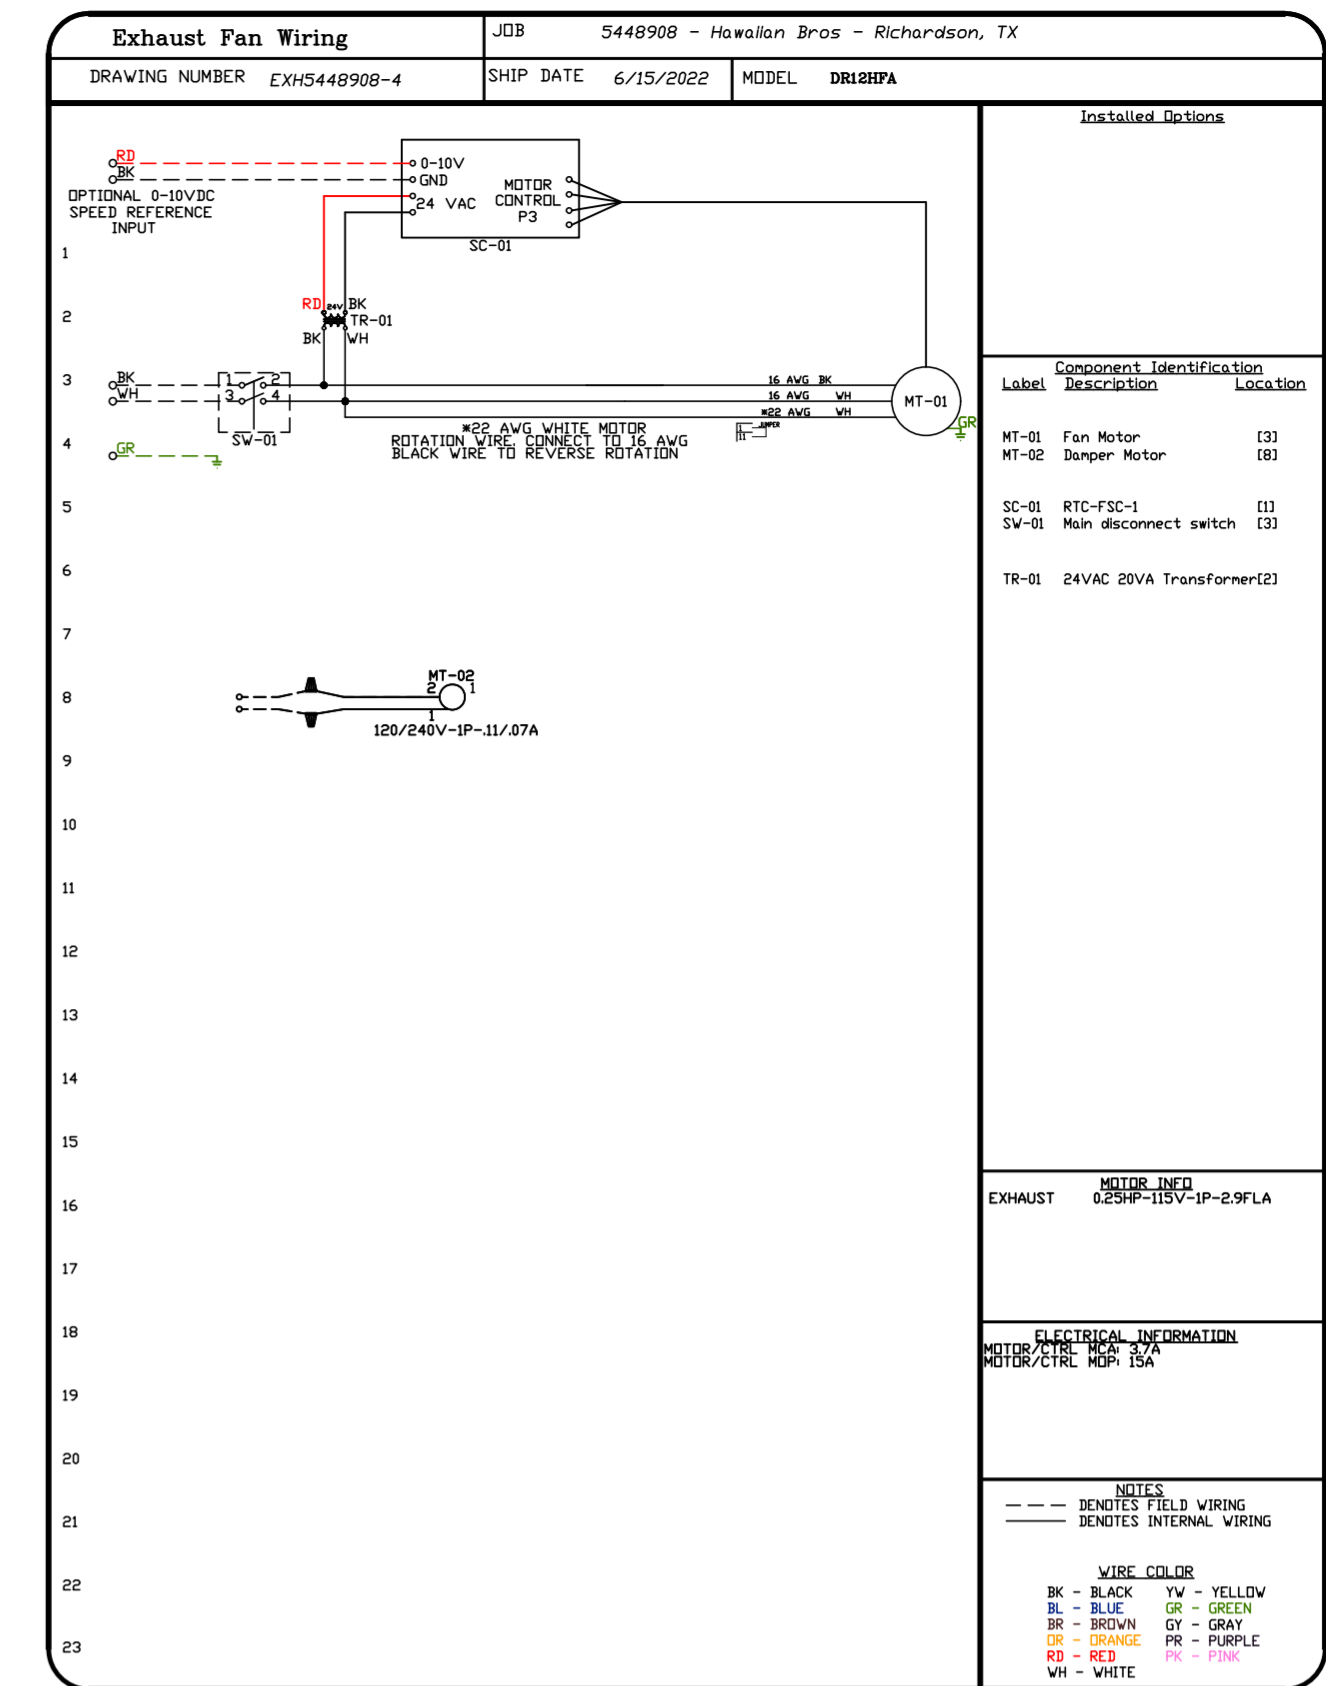 Exhaust Fan Wiring
JOB 5448908 - Hawaiian Bros - Richardson, TX
DRAWING NUMBER EXH5448908-4
SHIP DATE 6/15/2022
MODEL DR12HFA
RD
BK
OPTIONAL 0-10VDC
SPEED REFERENCE
INPUT
0-10V
GND
24 VAC
MOTOR
CONTROL
P3
SC-01
1
2
RD 24V BK
TR-01
BK WH
3
BK
WH
1 2
3 4
SW-01
16 AWG BK
16 AWG WH
*22 AWG WH
1 JUMPER
11
MT-01
GR
*22 AWG WHITE MOTOR
ROTATION WIRE. CONNECT TO 16 AWG
BLACK WIRE TO REVERSE ROTATION
4
GR
5
6
7
8
MT-02
2 1
1
120/240V-1P-.11/.07A
9
10
11
12
13
14
15
16
17
18
19
20
21
22
23
Installed Options
Component Identification
Label Description Location
MT-01 Fan Motor [3]
MT-02 Damper Motor [8]
SC-01 RTC-FSC-1 [1]
SW-01 Main disconnect switch [3]
TR-01 24VAC 20VA Transformer[2]
MOTOR INFO
EXHAUST 0.25HP-115V-1P-2.9FLA
ELECTRICAL INFORMATION
MOTOR/CTRL MCA: 3.7A
MOTOR/CTRL MOP: 15A
NOTES
DENOTES FIELD WIRING
DENOTES INTERNAL WIRING
WIRE COLOR
BK - BLACK YW - YELLOW
BL - BLUE GR - GREEN
BR - BROWN GY - GRAY
OR - ORANGE PR - PURPLE
RD - RED PK - PINK
WH - WHITE